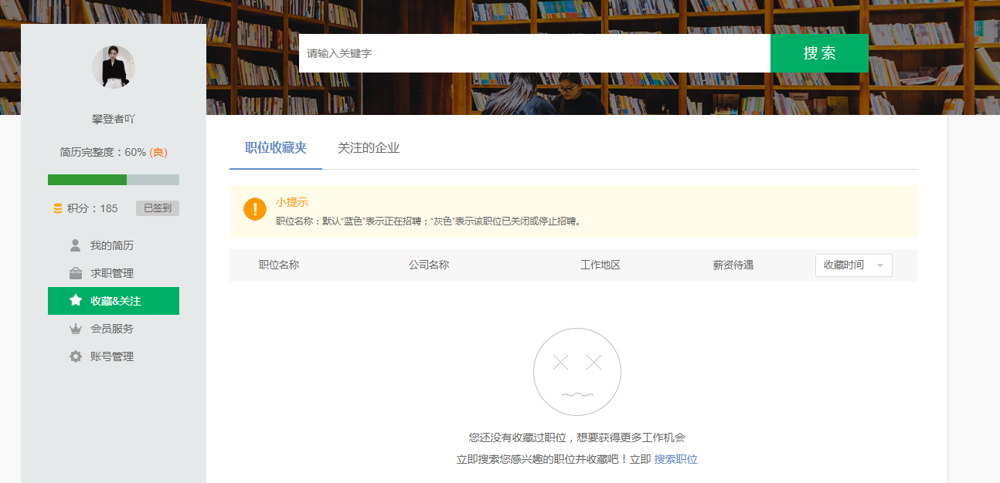 请输入关键字
搜 索
攀登者吖
简历完整度：60% (良)
积分：185
已签到
我的简历
求职管理
收藏&关注
会员服务
账号管理
职位收藏夹
关注的企业
小提示
职位名称：默认“蓝色”表示正在招聘；“灰色”表示该职位已关闭或停止招聘。
职位名称 公司名称 工作地区 薪资待遇 收藏时间
您还没有收藏过职位，想要获得更多工作机会
立即搜索您感兴趣的职位并收藏吧！立即 搜索职位